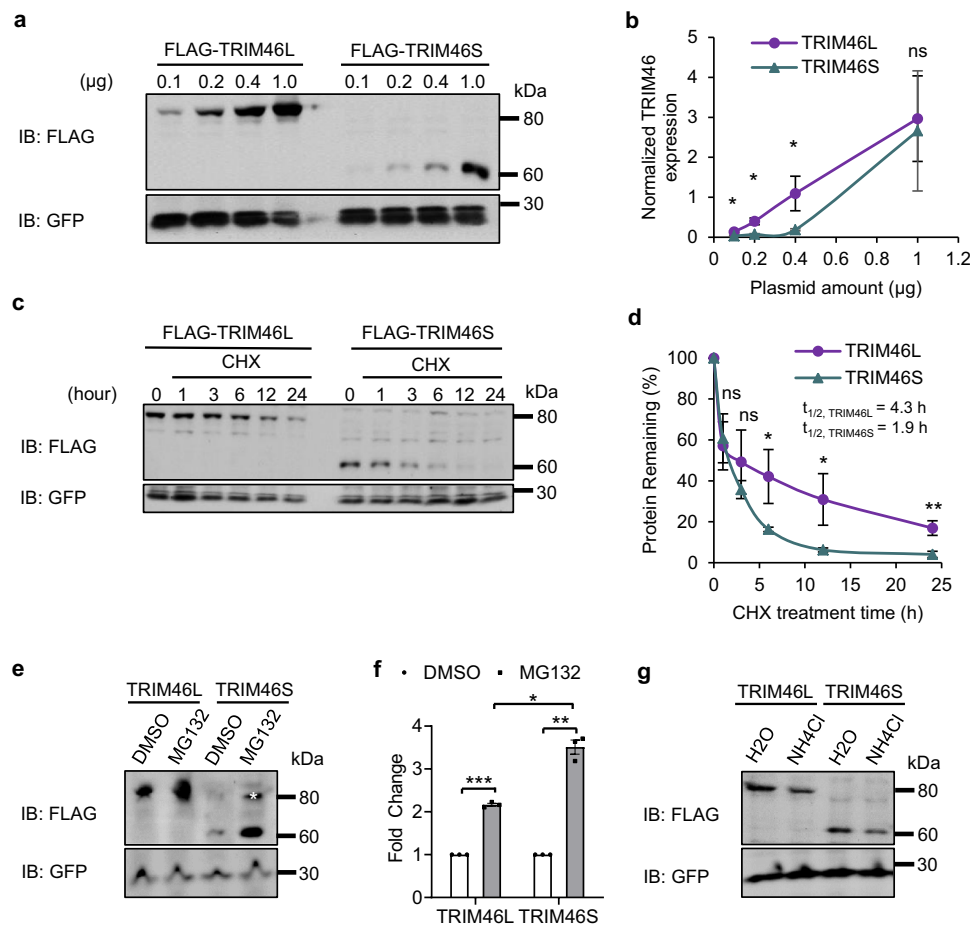 a
FLAG-TRIM46L FLAG-TRIM46S
(µg) 0.1 0.2 0.4 1.0 0.1 0.2 0.4 1.0 kDa
IB: FLAG 80
60
IB: GFP 30
b
TRIM46L
TRIM46S
Normalized TRIM46 expression
5
4
3
2
1
0
* * * ns
0 0.2 0.4 0.6 0.8 1 1.2
Plasmid amount (µg)
c
FLAG-TRIM46L FLAG-TRIM46S
CHX CHX
(hour) 0 1 3 6 12 24 0 1 3 6 12 24 kDa
IB: FLAG 80
60
IB: GFP 30
d
TRIM46L
TRIM46S
t1/2, TRIM46L = 4.3 h
t1/2, TRIM46S = 1.9 h
Protein Remaining (%)
100
80
60
40
20
0
ns ns * * **
0 5 10 15 20 25
CHX treatment time (h)
e
TRIM46L TRIM46S
DMSO MG132 DMSO MG132 kDa
IB: FLAG * 80
60
IB: GFP 30
f
DMSO MG132
Fold Change
4
3
2
1
0
*** ** *
TRIM46L TRIM46S
g
TRIM46L TRIM46S
H2O NH4Cl H2O NH4Cl kDa
IB: FLAG 80
60
IB: GFP 30